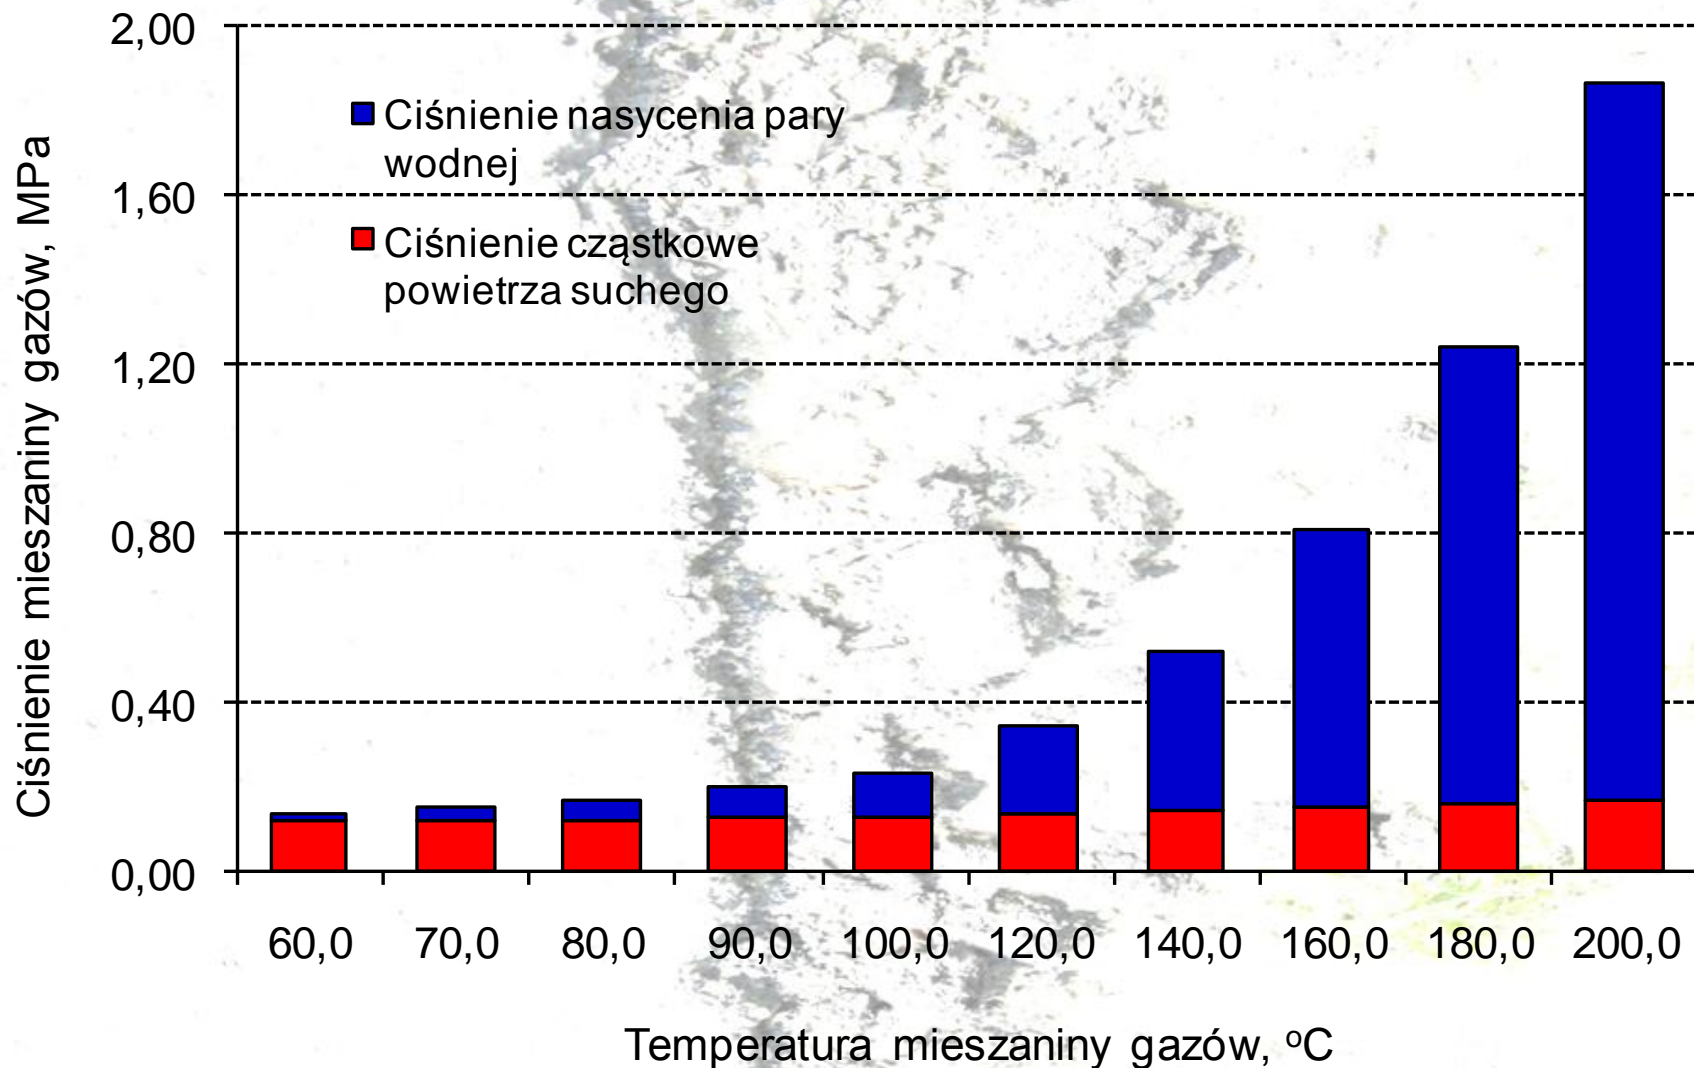 Ciśnienie mieszaniny gazów, MPa
2,00
1,60
1,20
0,80
0,40
0,00
Ciśnienie nasycenia pary
wodnej
Ciśnienie cząstkowe
powietrza suchego
60,0 70,0 80,0 90,0 100,0 120,0 140,0 160,0 180,0 200,0
Temperatura mieszaniny gazów, ºC